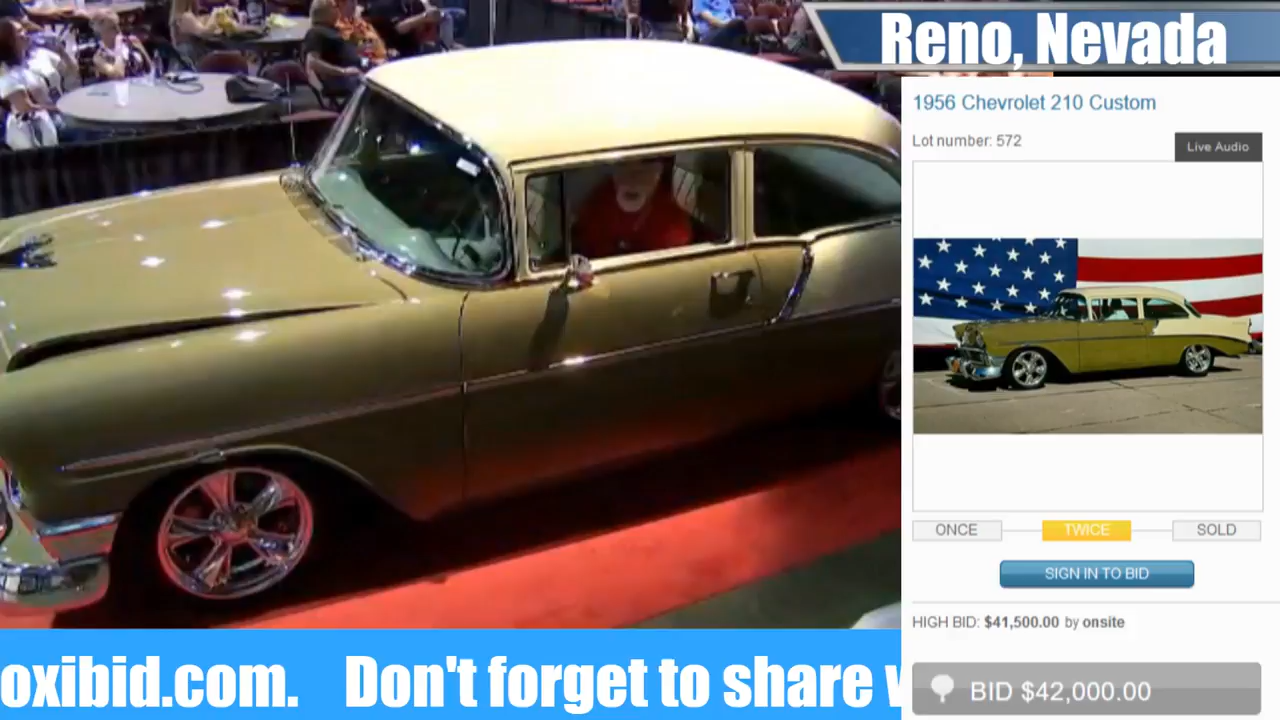 Reno, Nevada
1956 Chevrolet 210 Custom
Lot number: 572
Live Audio
ONCE
TWICE
SOLD
SIGN IN TO BID
HIGH BID: $41,500.00 by onsite
BID $42,000.00
oxibid.com. Don't forget to share